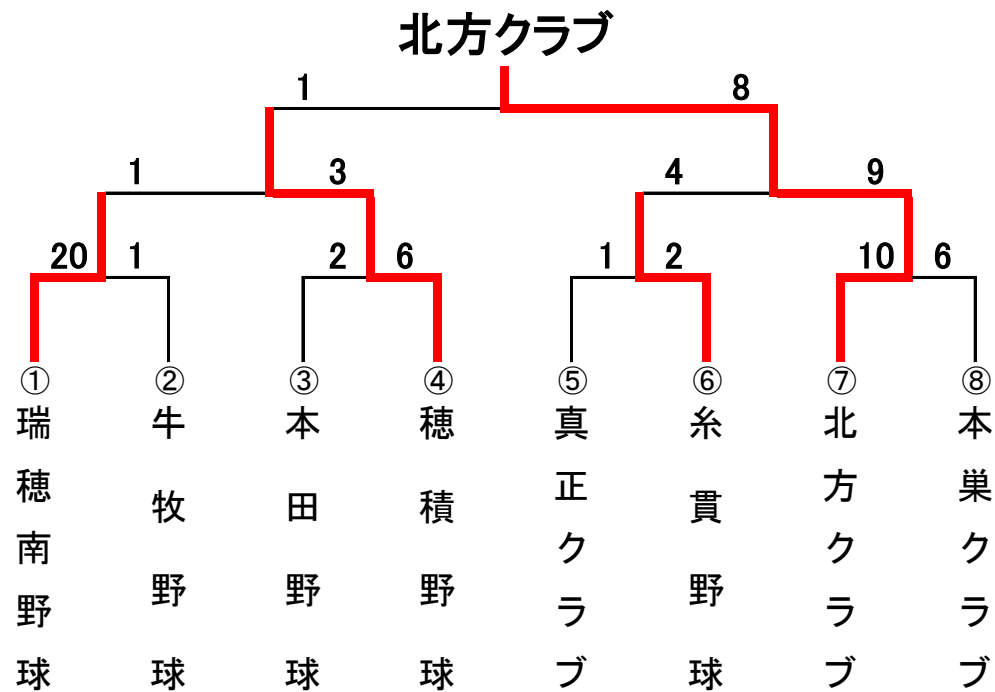 北方クラブ
1 8
1 3 4 9
20 1 2 6 1 2 10 6
① ② ③ ④ ⑤ ⑥ ⑦ ⑧
瑞穂南野球
牛牧野球
本田野球
穂積野球
真正クラブ
糸貫野球
北方クラブ
本巣クラブ